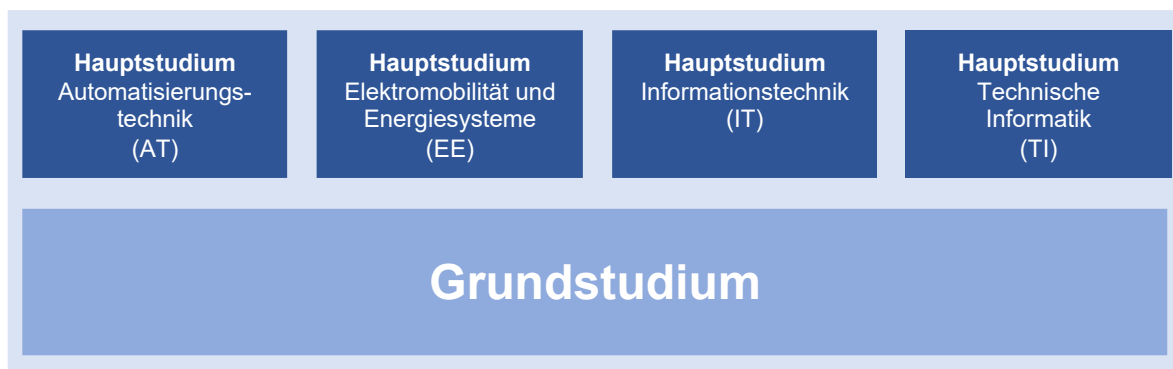 Hauptstudium
Automatisierungs-
technik
(AT)
Hauptstudium
Elektromobilität und
Energiesysteme
(EE)
Hauptstudium
Informationstechnik
(IT)
Hauptstudium
Technische
Informatik
(TI)
Grundstudium